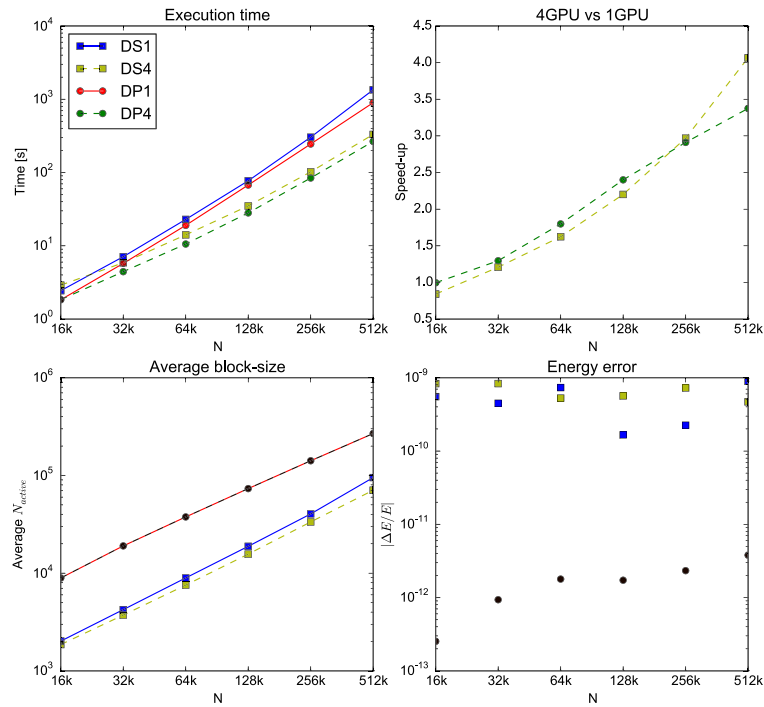 Execution time
10^4
10^3
10^2
10^1
10^0
Time [s]
DS1
DS4
DP1
DP4
16k 32k 64k 128k 256k 512k
N
4GPU vs 1GPU
4.5
4.0
3.5
3.0
2.5
2.0
1.5
1.0
0.5
Speed-up
16k 32k 64k 128k 256k 512k
N
Average block-size
10^6
10^5
10^4
10^3
Average N_active
16k 32k 64k 128k 256k 512k
N
Energy error
10^-9
10^-10
10^-11
10^-12
10^-13
|ΔE/E|
16k 32k 64k 128k 256k 512k
N